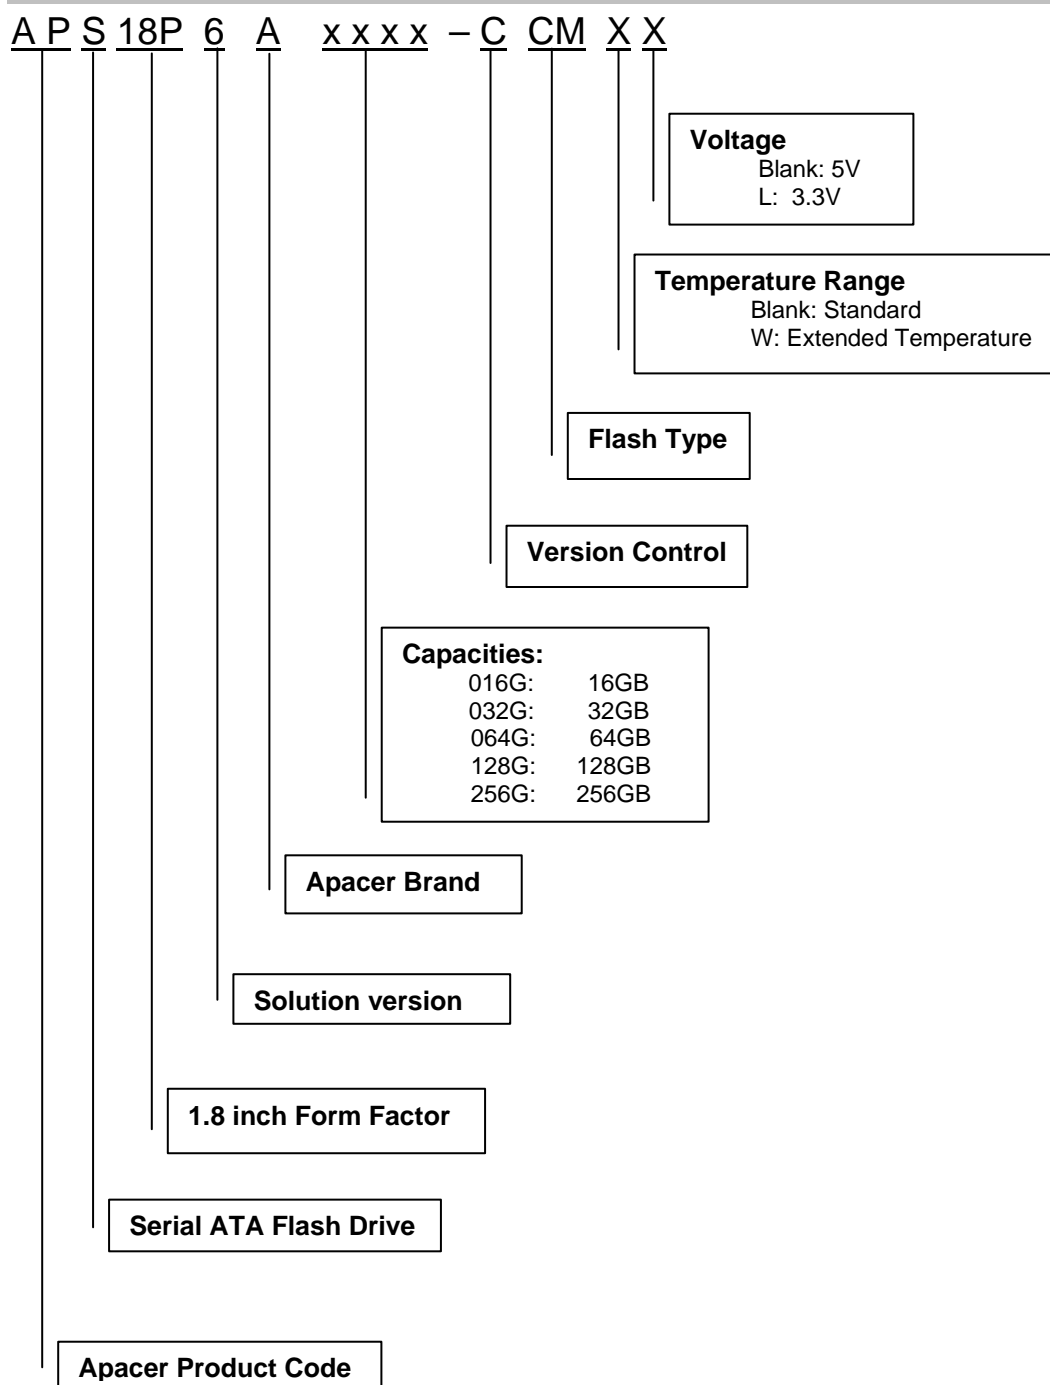 A P S 18P 6 A x x x x – C CM X X
Voltage
Blank: 5V
L: 3.3V
Temperature Range
Blank: Standard
W: Extended Temperature
Flash Type
Version Control
Capacities:
016G: 16GB
032G: 32GB
064G: 64GB
128G: 128GB
256G: 256GB
Apacer Brand
Solution version
1.8 inch Form Factor
Serial ATA Flash Drive
Apacer Product Code